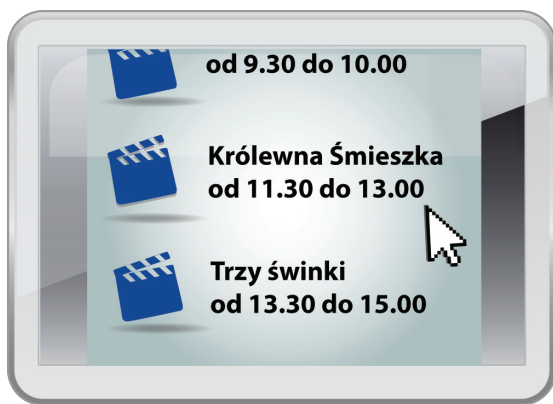 od 9.30 do 10.00
Królewna Śmieszka
od 11.30 do 13.00
Trzy świnki
od 13.30 do 15.00